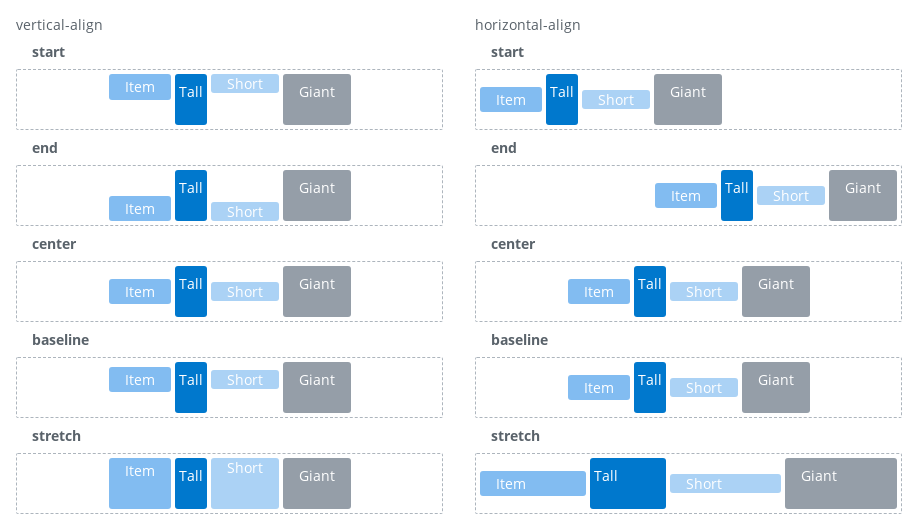 vertical-align
start
Item Tall Short Giant
end
Item Tall Short Giant
center
Item Tall Short Giant
baseline
Item Tall Short Giant
stretch
Item Tall Short Giant
horizontal-align
start
Item Tall Short Giant
end
Item Tall Short Giant
center
Item Tall Short Giant
baseline
Item Tall Short Giant
stretch
Item Tall Short Giant